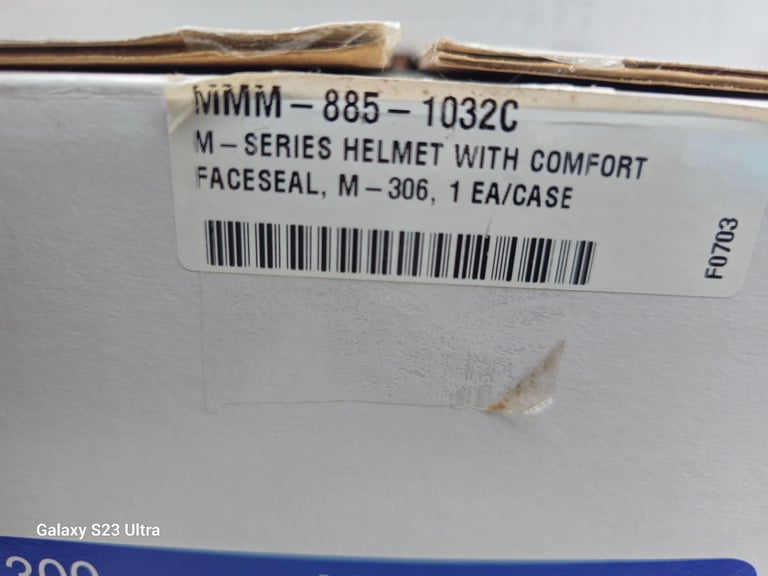 MMM-885-1032C
M-SERIES HELMET WITH COMFORT
FACESEAL, M-306, 1 EA/CASE
F0703
Galaxy S23 Ultra